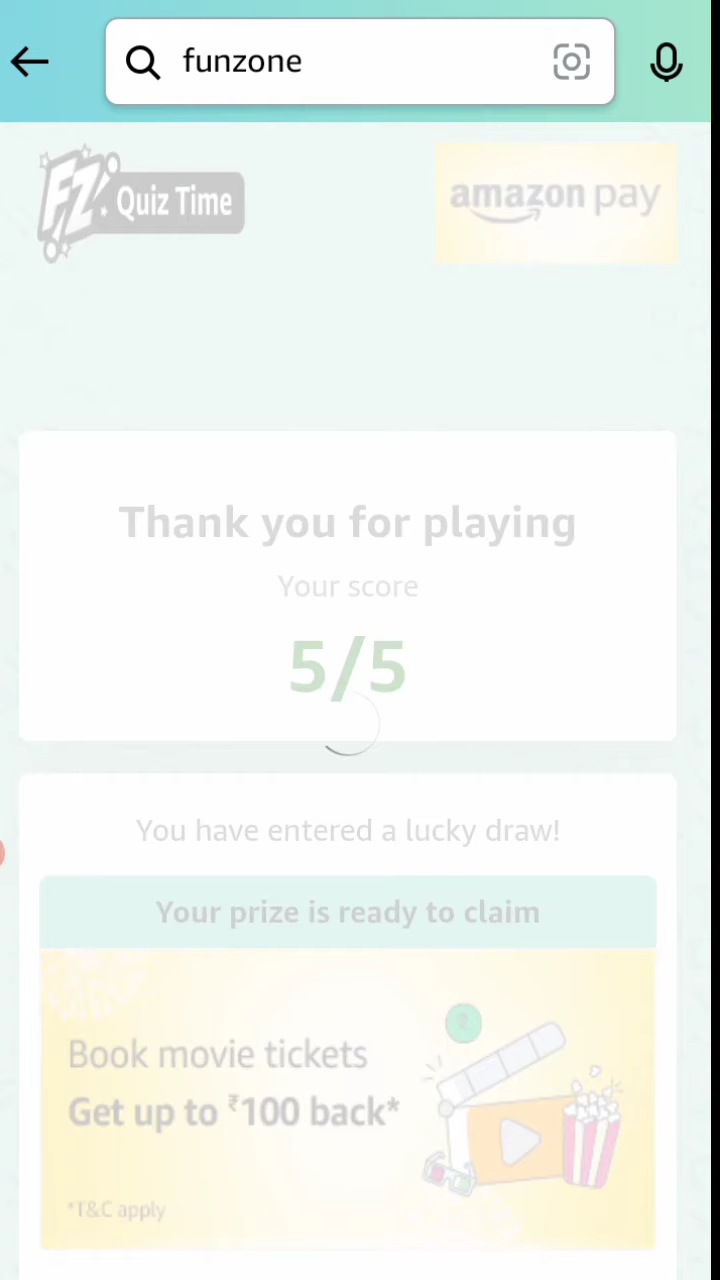 funzone
FZ Quiz Time
amazon pay
Thank you for playing
Your score
5/5
You have entered a lucky draw!
Your prize is ready to claim
Book movie tickets
Get up to ₹100 back*
*T&C apply